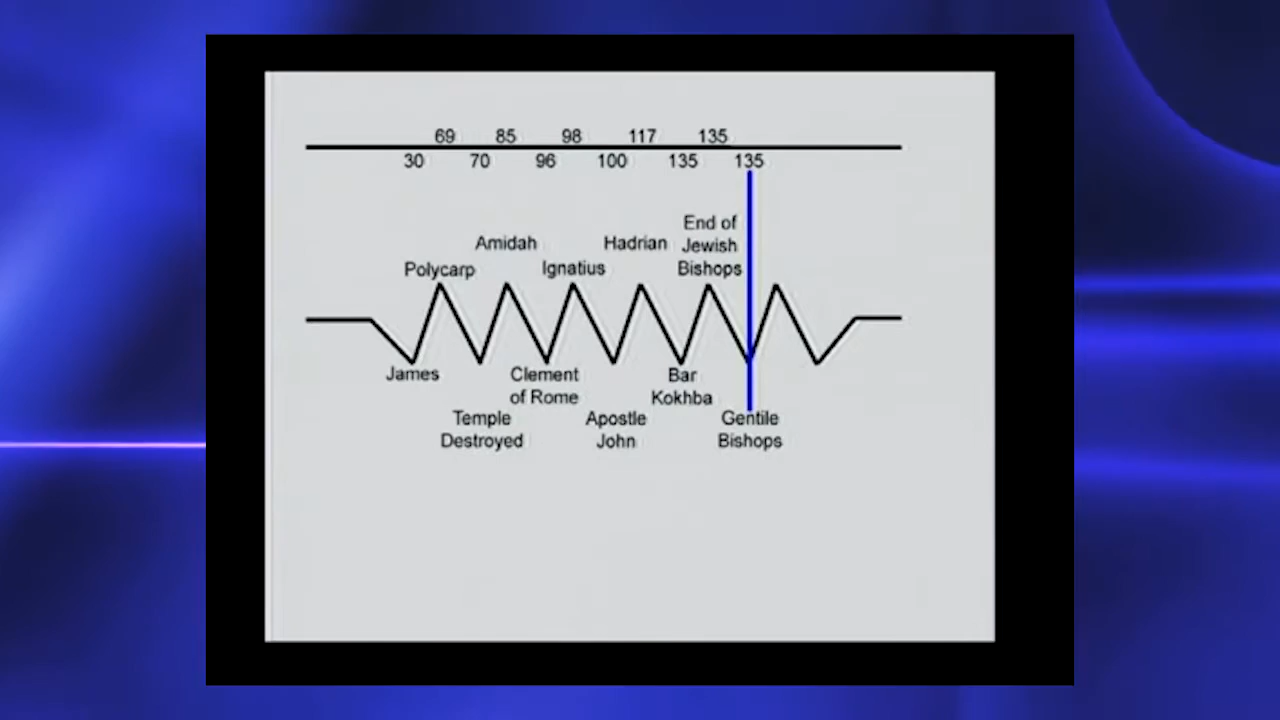 69 85 98 117 135
30 70 96 100 135 135
End of
Amidah Hadrian Jewish
Polycarp Ignatius Bishops
James Clement Bar
of Rome Kokhba
Temple Apostle Gentile
Destroyed John Bishops